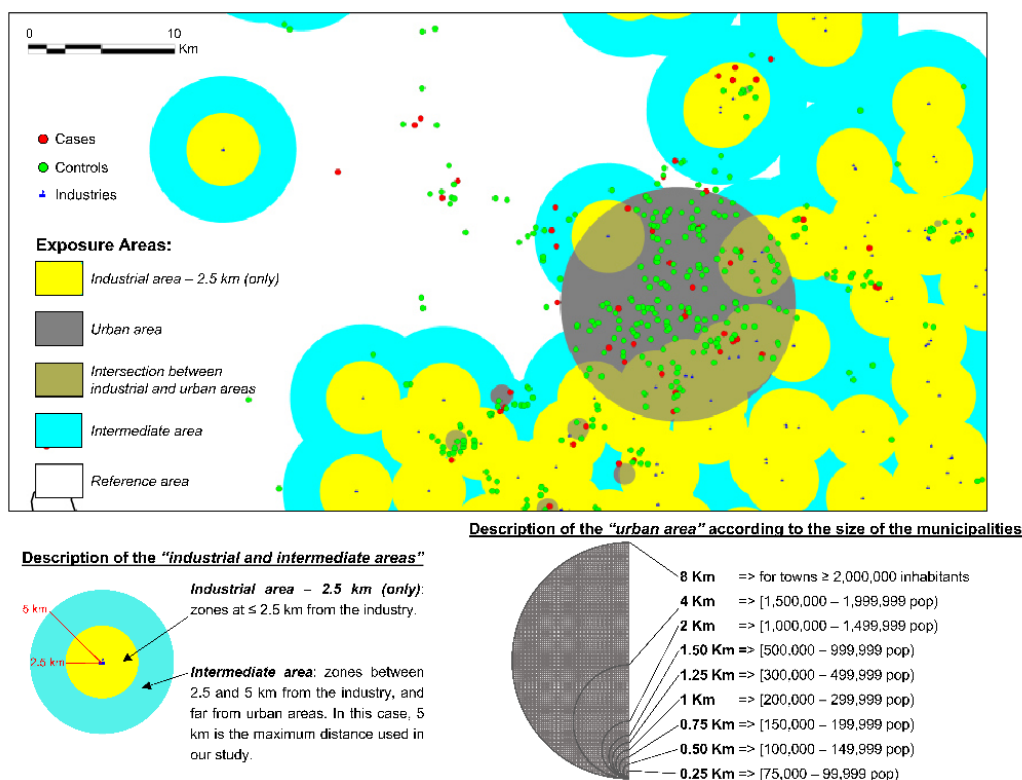 0 10
Km
Cases
Controls
Industries
Exposure Areas:
Industrial area – 2.5 km (only)
Urban area
Intersection between
industrial and urban areas
Intermediate area
Reference area
Description of the “industrial and intermediate areas”
5 km
2.5 km
Industrial area – 2.5 km (only):
zones at ≤ 2.5 km from the industry.
Intermediate area: zones between
2.5 and 5 km from the industry, and
far from urban areas. In this case, 5
km is the maximum distance used in
our study.
Description of the “urban area” according to the size of the municipalities
8 Km => for towns ≥ 2,000,000 inhabitants
4 Km => [1,500,000 – 1,999,999 pop)
2 Km => [1,000,000 – 1,499,999 pop)
1.50 Km => [500,000 – 999,999 pop)
1.25 Km => [300,000 – 499,999 pop)
1 Km => [200,000 – 299,999 pop)
0.75 Km => [150,000 – 199,999 pop)
0.50 Km => [100,000 – 149,999 pop)
0.25 Km => [75,000 – 99,999 pop)